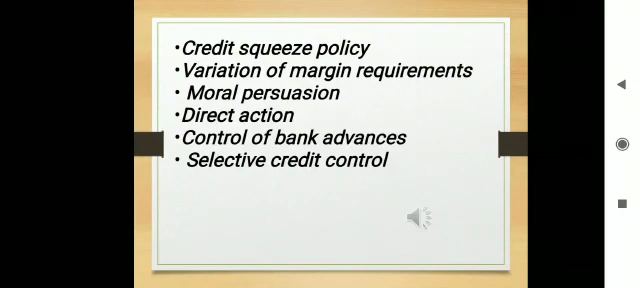 •Credit squeeze policy
•Variation of margin requirements
• Moral persuasion
•Direct action
•Control of bank advances
• Selective credit control